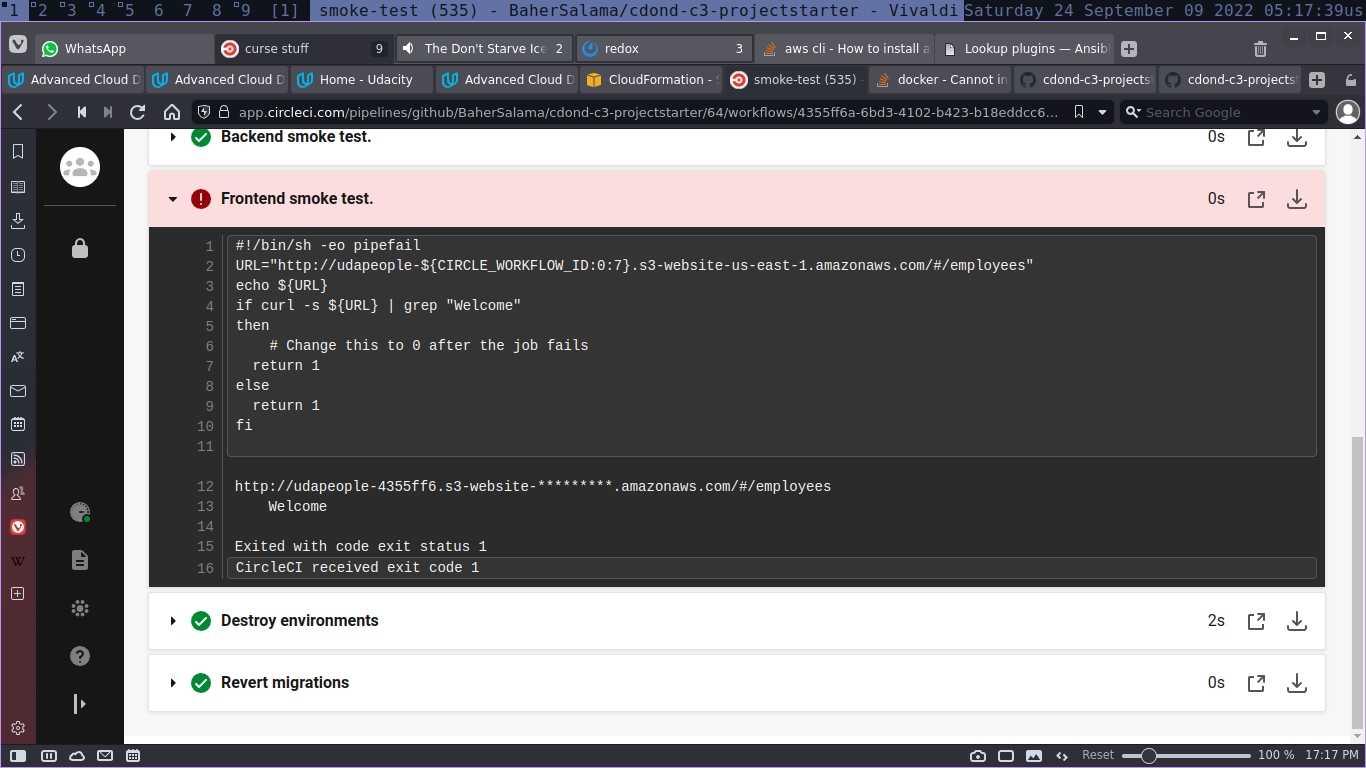 1 2 3 4 5 6 7 8 9 [1] smoke-test (535) - BaherSalama/cdond-c3-projectstarter - Vivaldi Saturday 24 September 09 2022 05:17:39us
WhatsApp curse stuff 9 The Don't Starve Ice 2 redox 3 aws cli - How to install a Lookup plugins — Ansibl
Advanced Cloud D Advanced Cloud D Home - Udacity Advanced Cloud D CloudFormation - smoke-test (535) - docker - Cannot in cdond-c3-projects cdond-c3-projects
app.circleci.com/pipelines/github/BaherSalama/cdond-c3-projectstarter/64/workflows/4355ff6a-6bd3-4102-b423-b18eddcc6... Search Google
Backend smoke test. 0s
Frontend smoke test. 0s
1 #!/bin/sh -eo pipefail
2 URL="http://udapeople-${CIRCLE_WORKFLOW_ID:0:7}.s3-website-us-east-1.amazonaws.com/#/employees"
3 echo ${URL}
4 if curl -s ${URL} | grep "Welcome"
5 then
6 # Change this to 0 after the job fails
7 return 1
8 else
9 return 1
10 fi
11
12 http://udapeople-4355ff6.s3-website-*********.amazonaws.com/#/employees
13 Welcome
14
15 Exited with code exit status 1
16 CircleCI received exit code 1
Destroy environments 2s
Revert migrations 0s
Reset 100 % 17:17 PM